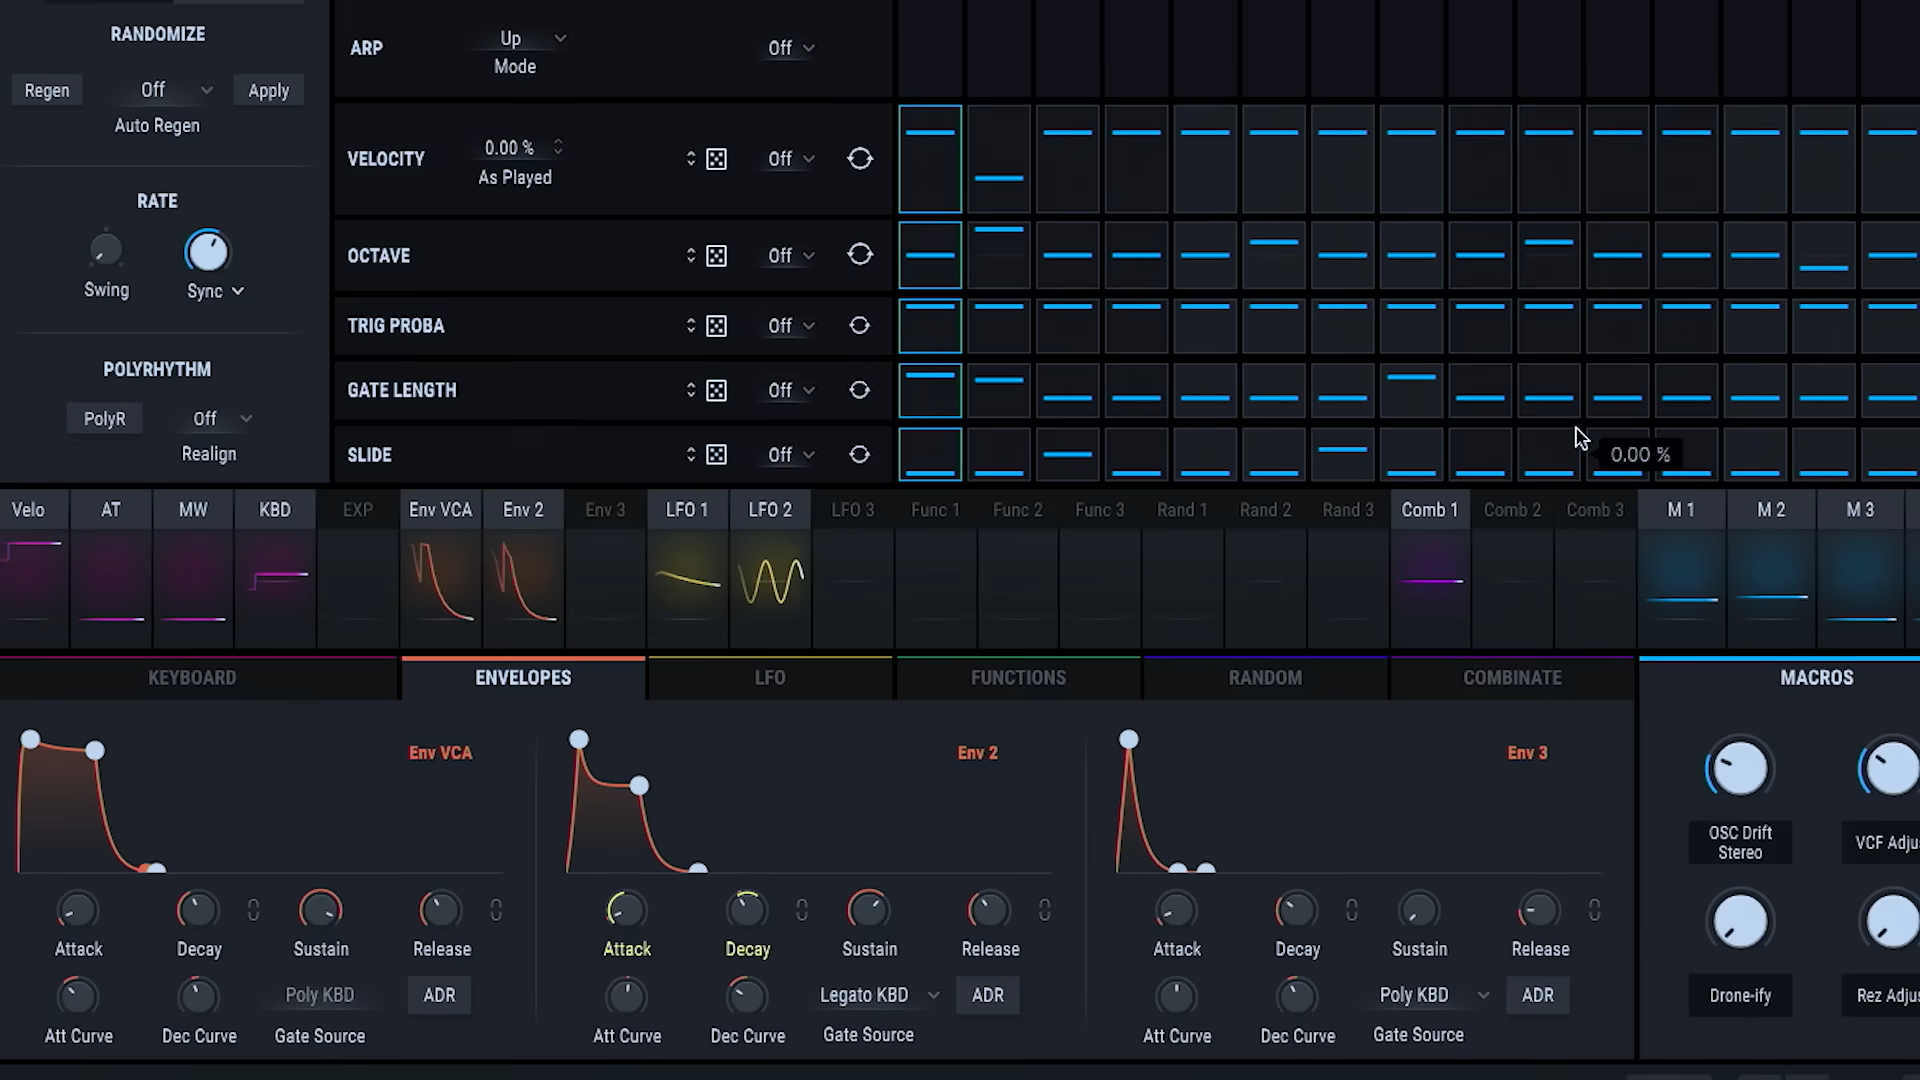 RANDOMIZE
Regen
Off
Apply
Auto Regen
RATE
Swing
Sync
POLYRHYTHM
PolyR
Off
Realign
ARP
Up
Mode
Off
VELOCITY
0.00 %
As Played
Off
OCTAVE
Off
TRIG PROBA
Off
GATE LENGTH
Off
SLIDE
Off
0.00 %
Velo AT MW KBD EXP Env VCA Env 2 Env 3 LFO 1 LFO 2 LFO 3 Func 1 Func 2 Func 3 Rand 1 Rand 2 Rand 3 Comb 1 Comb 2 Comb 3 M 1 M 2 M 3
KEYBOARD ENVELOPES LFO FUNCTIONS RANDOM COMBINATE MACROS
Env VCA
Attack Decay Sustain Release
Poly KBD ADR
Att Curve Dec Curve Gate Source
Env 2
Attack Decay Sustain Release
Legato KBD ADR
Att Curve Dec Curve Gate Source
Env 3
Attack Decay Sustain Release
Poly KBD ADR
Att Curve Dec Curve Gate Source
OSC Drift
Stereo
VCF Adju
Drone-ify
Rez Adju